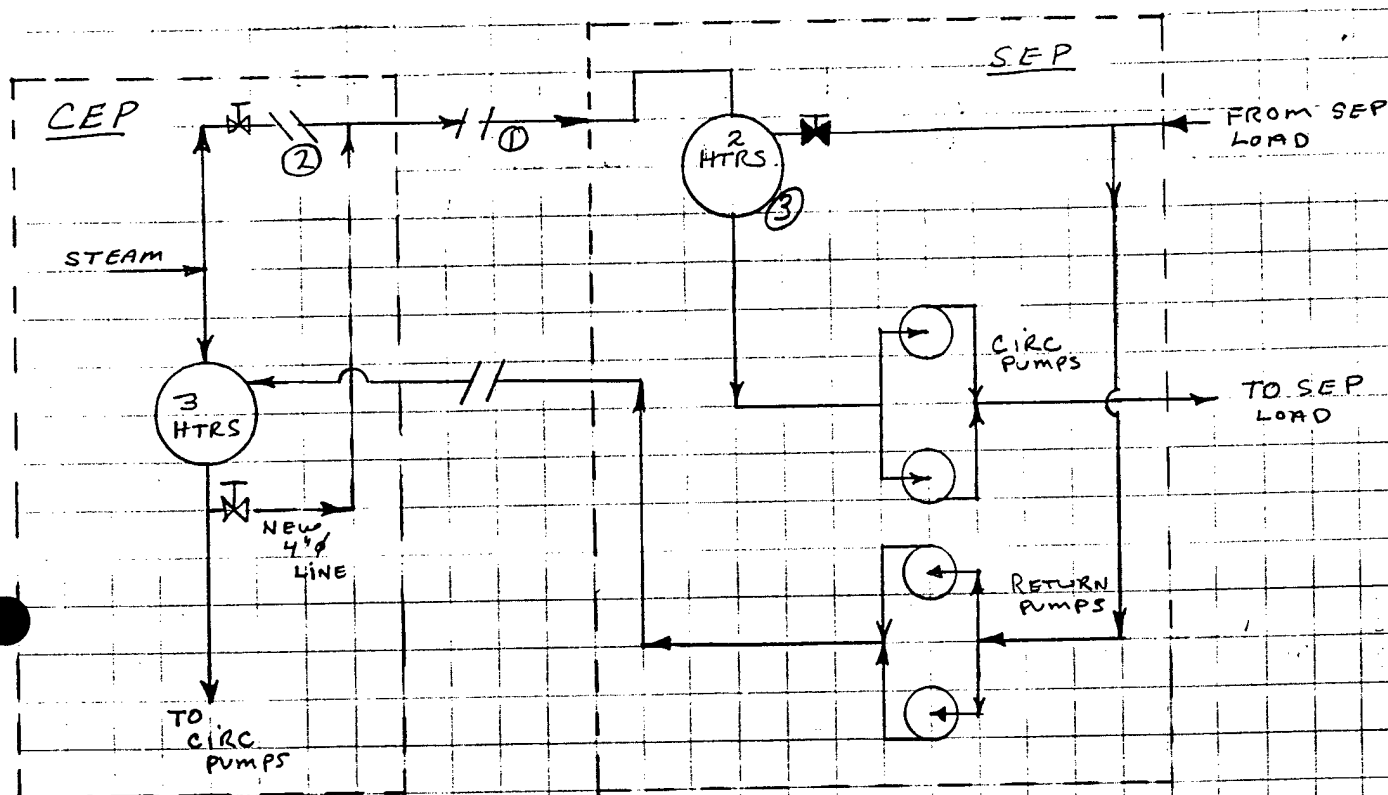 CEP
SEP
①
②
2
HTRS
③
FROM SEP
LOAD
STEAM
CIRC
PUMPS
3
HTRS
TO SEP
LOAD
NEW
4"ϕ
LINE
RETURN
PUMPS
TO
CIRC
PUMPS